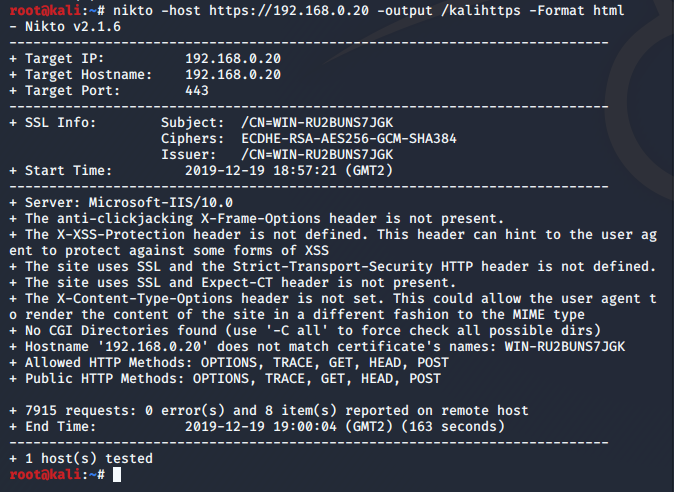 root@kali:~# nikto -host https://192.168.0.20 -output /kalihttps -Format html
- Nikto v2.1.6
---------------------------------------------------------------------------
+ Target IP:          192.168.0.20
+ Target Hostname:    192.168.0.20
+ Target Port:        443
---------------------------------------------------------------------------
+ SSL Info:        Subject:  /CN=WIN-RU2BUNS7JGK
                   Ciphers:  ECDHE-RSA-AES256-GCM-SHA384
                   Issuer:   /CN=WIN-RU2BUNS7JGK
+ Start Time:         2019-12-19 18:57:21 (GMT2)
---------------------------------------------------------------------------
+ Server: Microsoft-IIS/10.0
+ The anti-clickjacking X-Frame-Options header is not present.
+ The X-XSS-Protection header is not defined. This header can hint to the user ag
ent to protect against some forms of XSS
+ The site uses SSL and the Strict-Transport-Security HTTP header is not defined.
+ The site uses SSL and Expect-CT header is not present.
+ The X-Content-Type-Options header is not set. This could allow the user agent t
o render the content of the site in a different fashion to the MIME type
+ No CGI Directories found (use '-C all' to force check all possible dirs)
+ Hostname '192.168.0.20' does not match certificate's names: WIN-RU2BUNS7JGK
+ Allowed HTTP Methods: OPTIONS, TRACE, GET, HEAD, POST
+ Public HTTP Methods: OPTIONS, TRACE, GET, HEAD, POST
+ 7915 requests: 0 error(s) and 8 item(s) reported on remote host
+ End Time:           2019-12-19 19:00:04 (GMT2) (163 seconds)
---------------------------------------------------------------------------
+ 1 host(s) tested
root@kali:~#